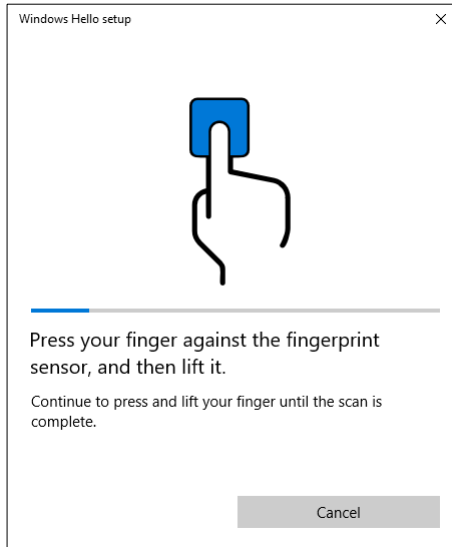 Windows Hello setup
Press your finger against the fingerprint
sensor, and then lift it.
Continue to press and lift your finger until the scan is
complete.
Cancel